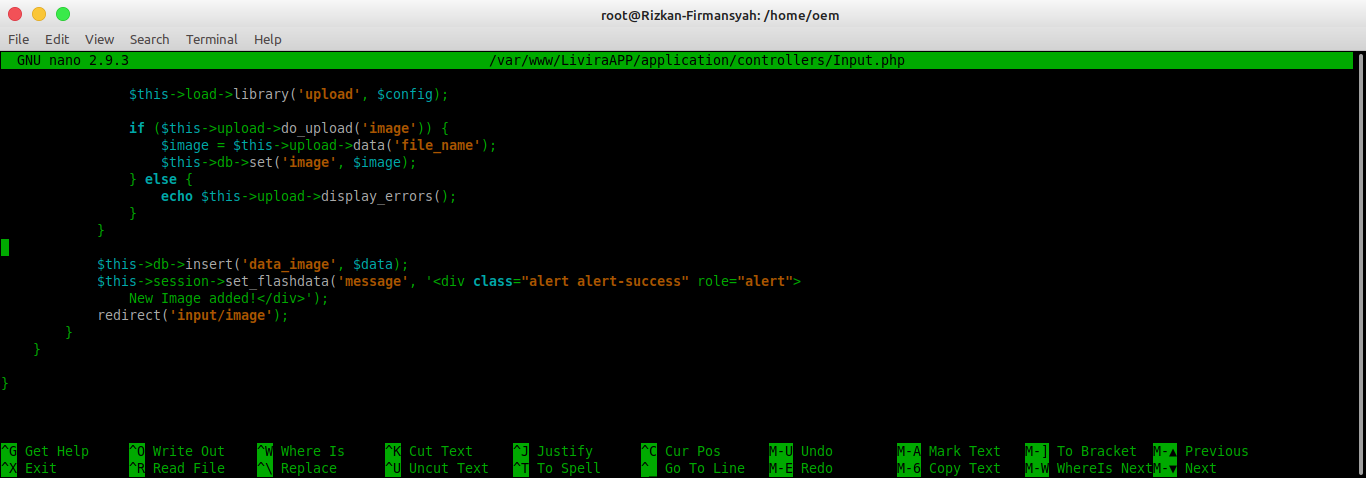 root@Rizkan-Firmansyah: /home/oem
File Edit View Search Terminal Help
GNU nano 2.9.3 /var/www/LiviraAPP/application/controllers/Input.php
$this->load->library('upload', $config);
if ($this->upload->do_upload('image')) {
$image = $this->upload->data('file_name');
$this->db->set('image', $image);
} else {
echo $this->upload->display_errors();
}
}
$this->db->insert('data_image', $data);
$this->session->set_flashdata('message', '<div class="alert alert-success" role="alert">
New Image added!</div>');
redirect('input/image');
}
}
}
^G Get Help ^O Write Out ^W Where Is ^K Cut Text ^J Justify ^C Cur Pos M-U Undo M-A Mark Text M-] To Bracket M-▲ Previous
^X Exit ^R Read File ^\ Replace ^U Uncut Text ^T To Spell ^_ Go To Line M-E Redo M-6 Copy Text M-W WhereIs Next M-▼ Next